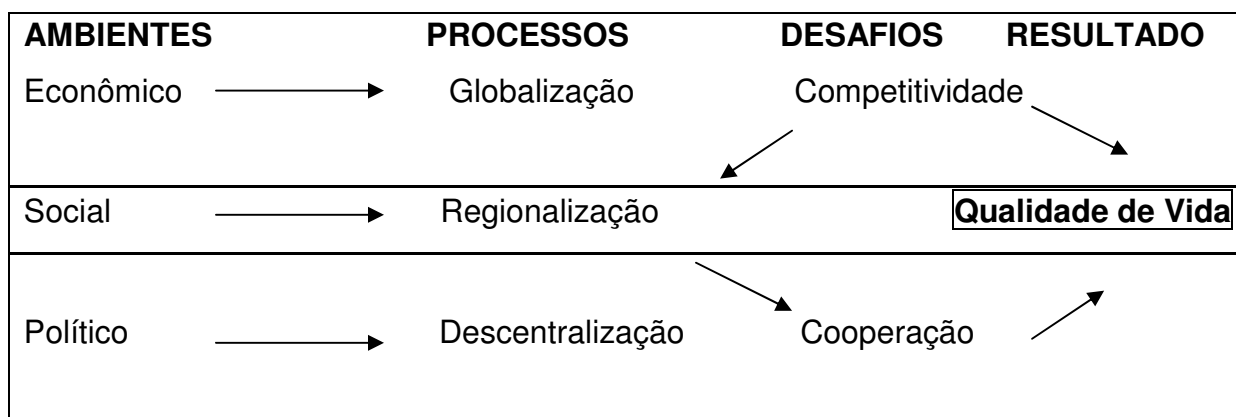 AMBIENTES PROCESSOS DESAFIOS RESULTADO
Econômico Globalização Competitividade
Social Regionalização Qualidade de Vida
Político Descentralização Cooperação